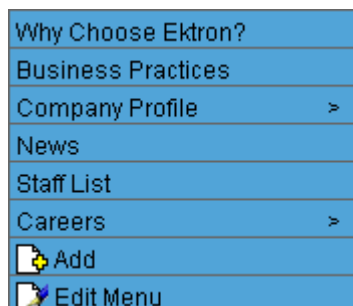 Why Choose Ektron?
Business Practices
Company Profile >
News
Staff List
Careers >
Add
Edit Menu